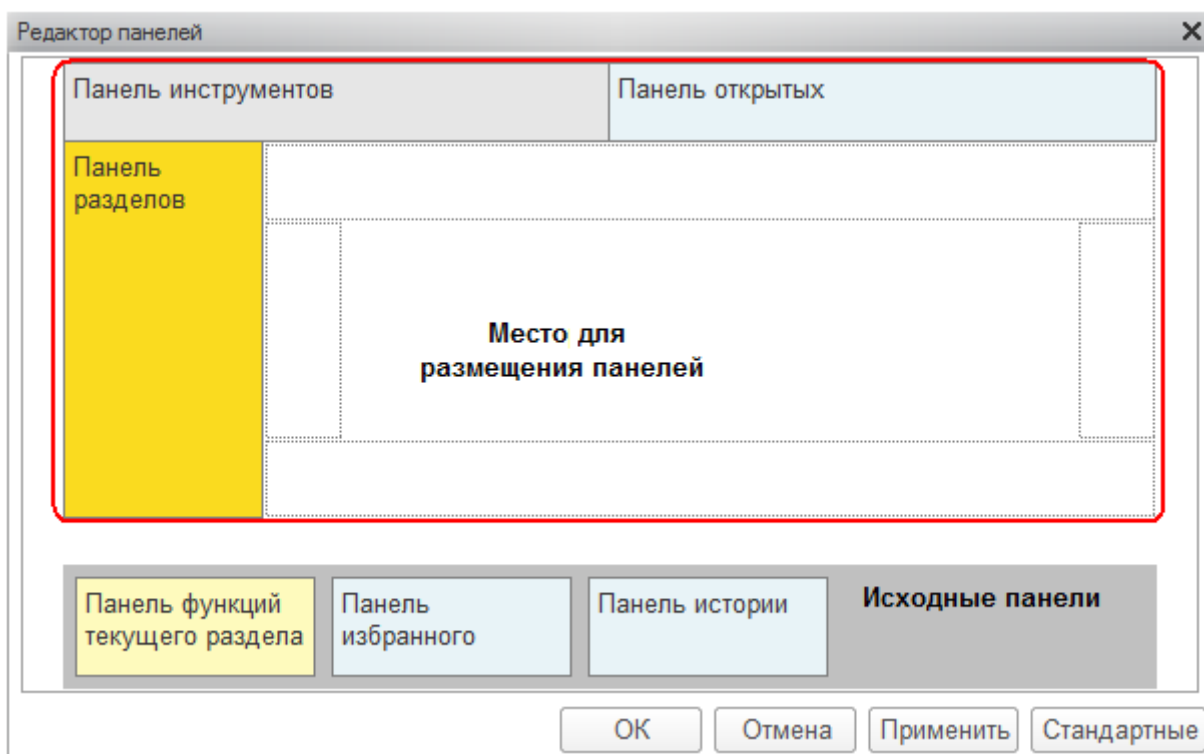 Редактор панелей
Панель инструментов
Панель открытых
Панель
разделов
Место для
размещения панелей
Панель функций
текущего раздела
Панель
избранного
Панель истории
Исходные панели
ОК
Отмена
Применить
Стандартные